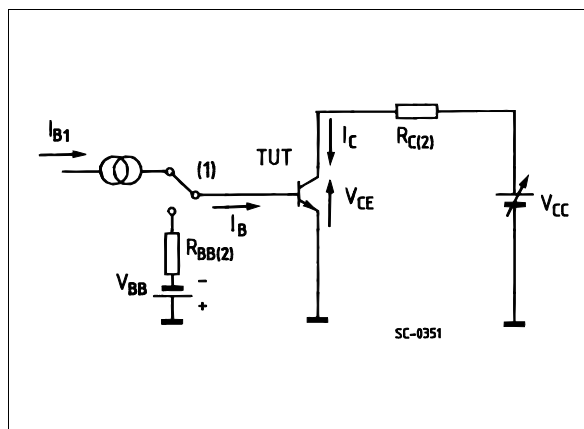 I_B1
(1)
TUT
I_C
R_C(2)
V_CE
V_CC
I_B
R_BB(2)
V_BB
-
+
SC-0351